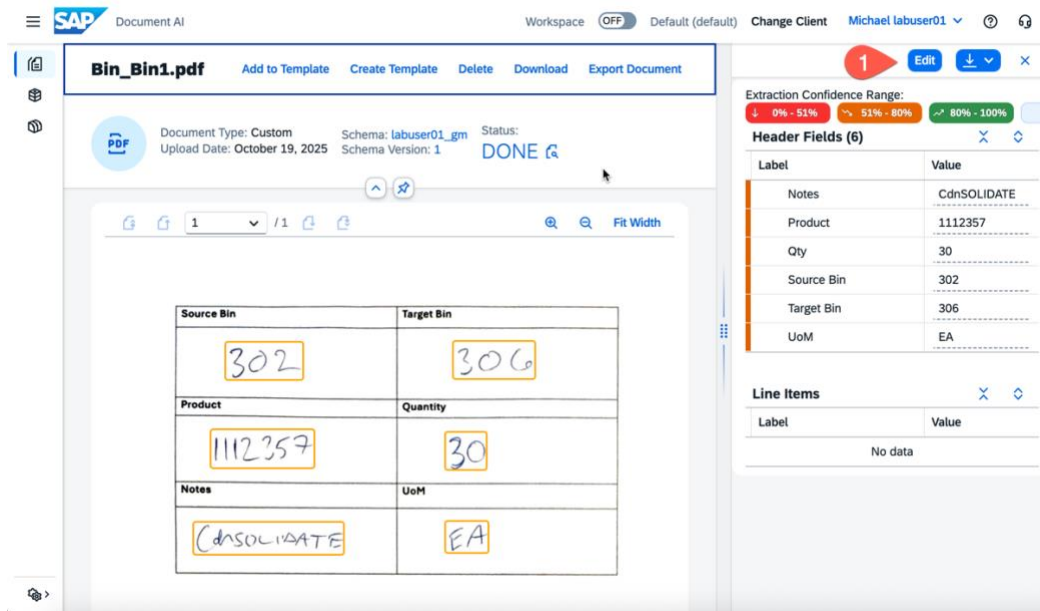 SAP Document AI Workspace OFF Default (default) Change Client Michael labuser01
Bin_Bin1.pdf Add to Template Create Template Delete Download Export Document
PDF
Document Type: Custom
Upload Date: October 19, 2025
Schema: labuser01_gm
Schema Version: 1
Status:
DONE
1 / 1 Fit Width
Source Bin Target Bin
302 306
Product Quantity
1112357 30
Notes UoM
CdnSOLIDATE EA
1 Edit
Extraction Confidence Range:
0% - 51% 51% - 80% 80% - 100%
Header Fields (6)
Label Value
Notes CdnSOLIDATE
Product 1112357
Qty 30
Source Bin 302
Target Bin 306
UoM EA
Line Items
Label Value
No data